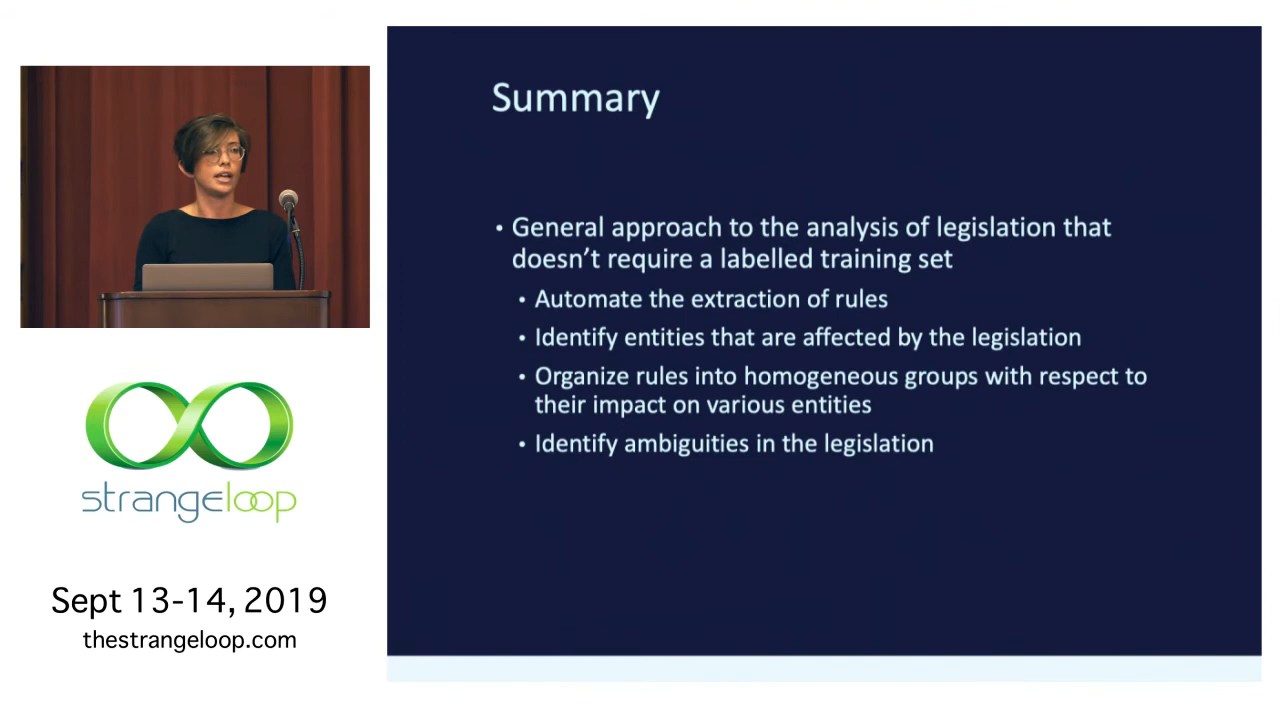 Summary
• General approach to the analysis of legislation that
doesn't require a labelled training set
• Automate the extraction of rules
• Identify entities that are affected by the legislation
• Organize rules into homogeneous groups with respect to
their impact on various entities
• Identify ambiguities in the legislation
strangeloop
Sept 13-14, 2019
thestrangeloop.com